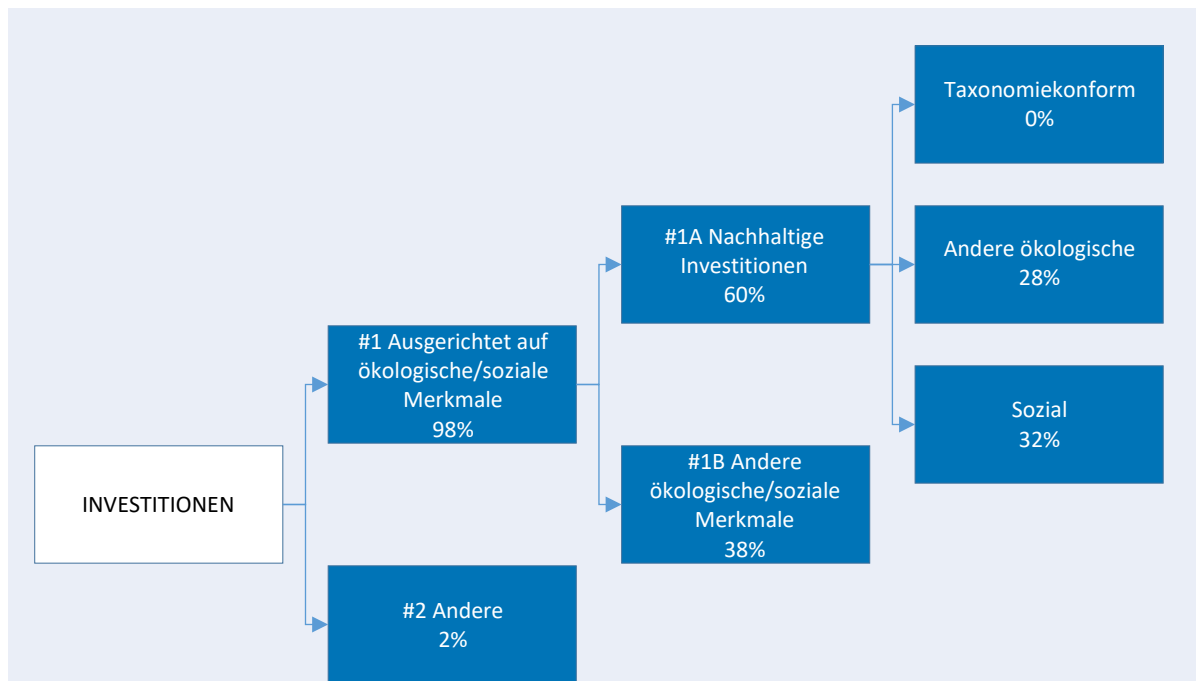 INVESTITIONEN
#1 Ausgerichtet auf
ökologische/soziale
Merkmale
98%
#2 Andere
2%
#1A Nachhaltige
Investitionen
60%
#1B Andere
ökologische/soziale
Merkmale
38%
Taxonomiekonform
0%
Andere ökologische
28%
Sozial
32%